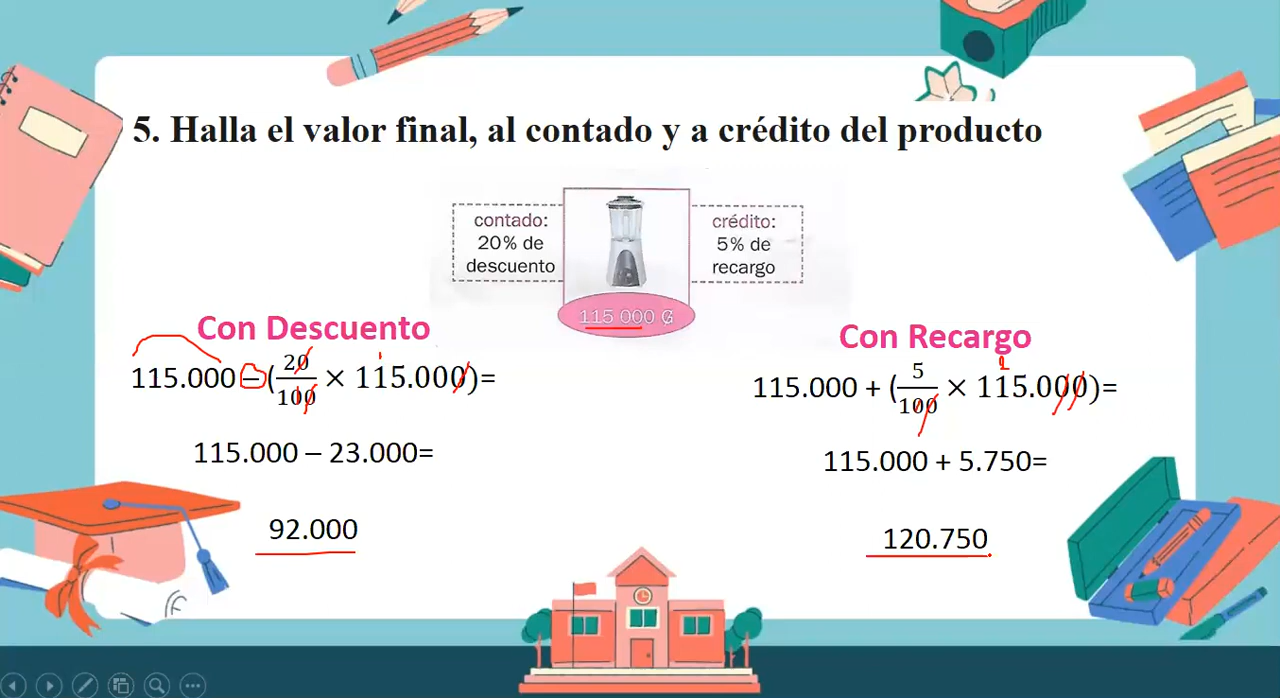 5. Halla el valor final, al contado y a crédito del producto
contado:
20% de
descuento
crédito:
5% de
recargo
115 000 ₲
Con Descuento
115.000 – (20/100 × 115.000)=
115.000 – 23.000=
92.000
Con Recargo
115.000 + (5/100 × 115.000)=
115.000 + 5.750=
120.750